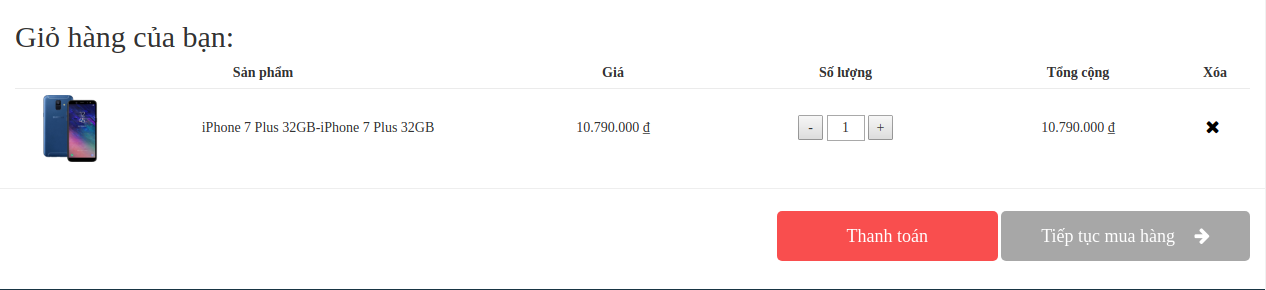 Giỏ hàng của bạn:
Sản phẩm Giá Số lượng Tổng cộng Xóa
iPhone 7 Plus 32GB-iPhone 7 Plus 32GB 10.790.000 ₫ - 1 + 10.790.000 ₫
Thanh toán Tiếp tục mua hàng